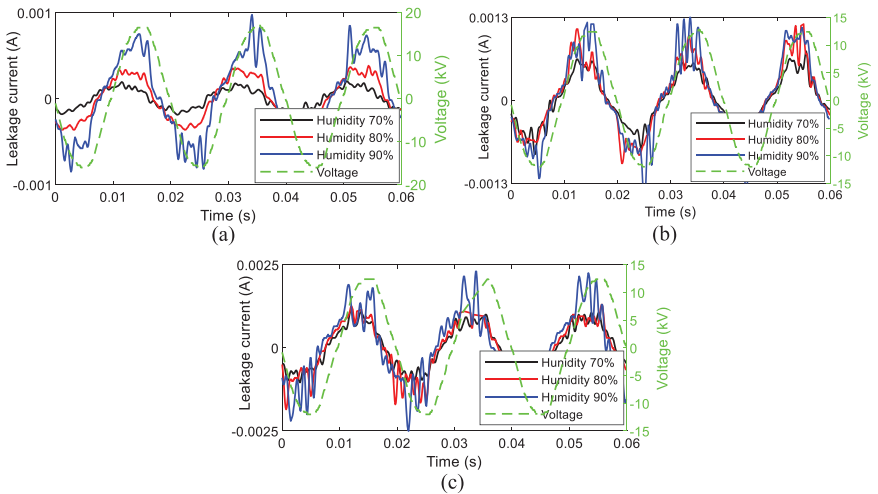 0.001
0
-0.001
Leakage current (A)
20
15
10
5
0
-5
-10
-15
-20
Voltage (kV)
Humidity 70%
Humidity 80%
Humidity 90%
Voltage
0
0.01
0.02
0.03
0.04
0.05
0.06
Time (s)
(a)
0.0013
0
-0.0013
Leakage current (A)
15
10
5
0
-5
-10
-15
Voltage (kV)
Humidity 70%
Humidity 80%
Humidity 90%
Voltage
0
0.01
0.02
0.03
0.04
0.05
0.06
Time (s)
(b)
0.0025
0
-0.0025
Leakage current (A)
15
10
5
0
-5
-10
-15
Voltage (kV)
Humidity 70%
Humidity 80%
Humidity 90%
Voltage
0
0.01
0.02
0.03
0.04
0.05
0.06
Time (s)
(c)